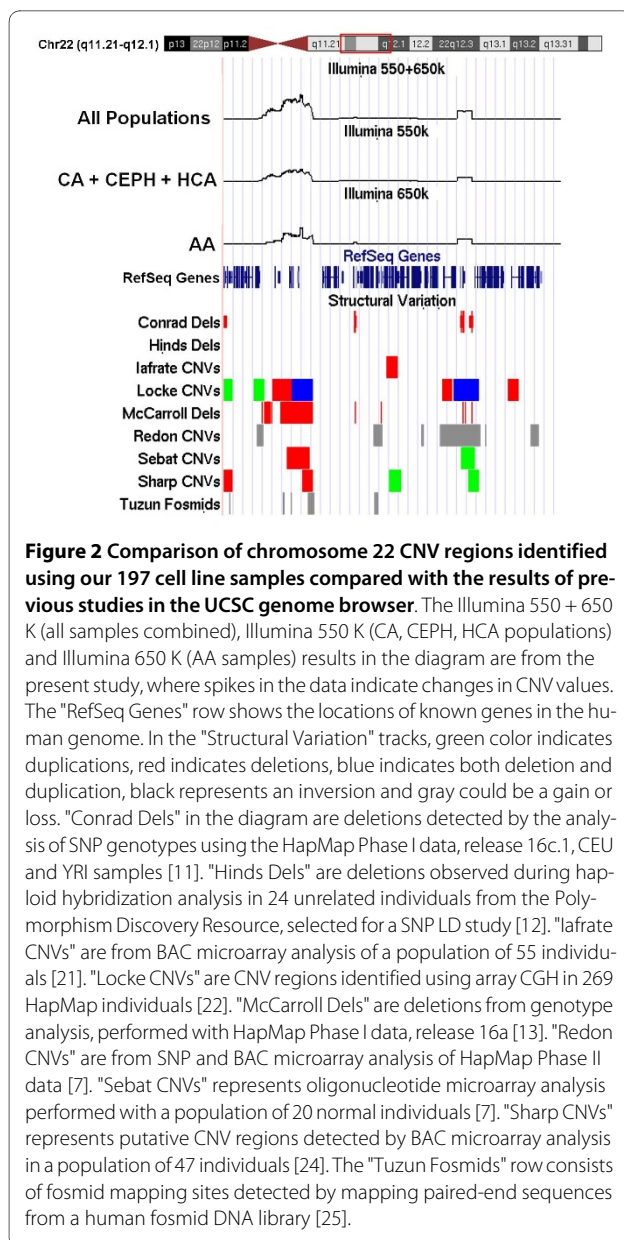 Chr22 (q11.21-q12.1) p13 22p12 p11.2 q11.21 q12.1 12.2 22q12.3 q13.1 q13.2 q13.31
Illumina 550+650k
All Populations
Illumina 550k
CA + CEPH + HCA
Illumina 650k
AA
RefSeq Genes
RefSeq Genes
Structural Variation
Conrad Dels
Hinds Dels
Iafrate CNVs
Locke CNVs
McCarroll Dels
Redon CNVs
Sebat CNVs
Sharp CNVs
Tuzun Fosmids
Figure 2 Comparison of chromosome 22 CNV regions identified
using our 197 cell line samples compared with the results of pre-
vious studies in the UCSC genome browser. The Illumina 550 + 650
K (all samples combined), Illumina 550 K (CA, CEPH, HCA populations)
and Illumina 650 K (AA samples) results in the diagram are from the
present study, where spikes in the data indicate changes in CNV values.
The "RefSeq Genes" row shows the locations of known genes in the hu-
man genome. In the "Structural Variation" tracks, green color indicates
duplications, red indicates deletions, blue indicates both deletion and
duplication, black represents an inversion and gray could be a gain or
loss. "Conrad Dels" in the diagram are deletions detected by the analy-
sis of SNP genotypes using the HapMap Phase I data, release 16c.1, CEU
and YRI samples [11]. "Hinds Dels" are deletions observed during hap-
loid hybridization analysis in 24 unrelated individuals from the Poly-
morphism Discovery Resource, selected for a SNP LD study [12]. "Iafrate
CNVs" are from BAC microarray analysis of a population of 55 individu-
als [21]. "Locke CNVs" are CNV regions identified using array CGH in 269
HapMap individuals [22]. "McCarroll Dels" are deletions from genotype
analysis, performed with HapMap Phase I data, release 16a [13]. "Redon
CNVs" are from SNP and BAC microarray analysis of HapMap Phase II
data [7]. "Sebat CNVs" represents oligonucleotide microarray analysis
performed with a population of 20 normal individuals [7]. "Sharp CNVs"
represents putative CNV regions detected by BAC microarray analysis
in a population of 47 individuals [24]. The "Tuzun Fosmids" row consists
of fosmid mapping sites detected by mapping paired-end sequences
from a human fosmid DNA library [25].